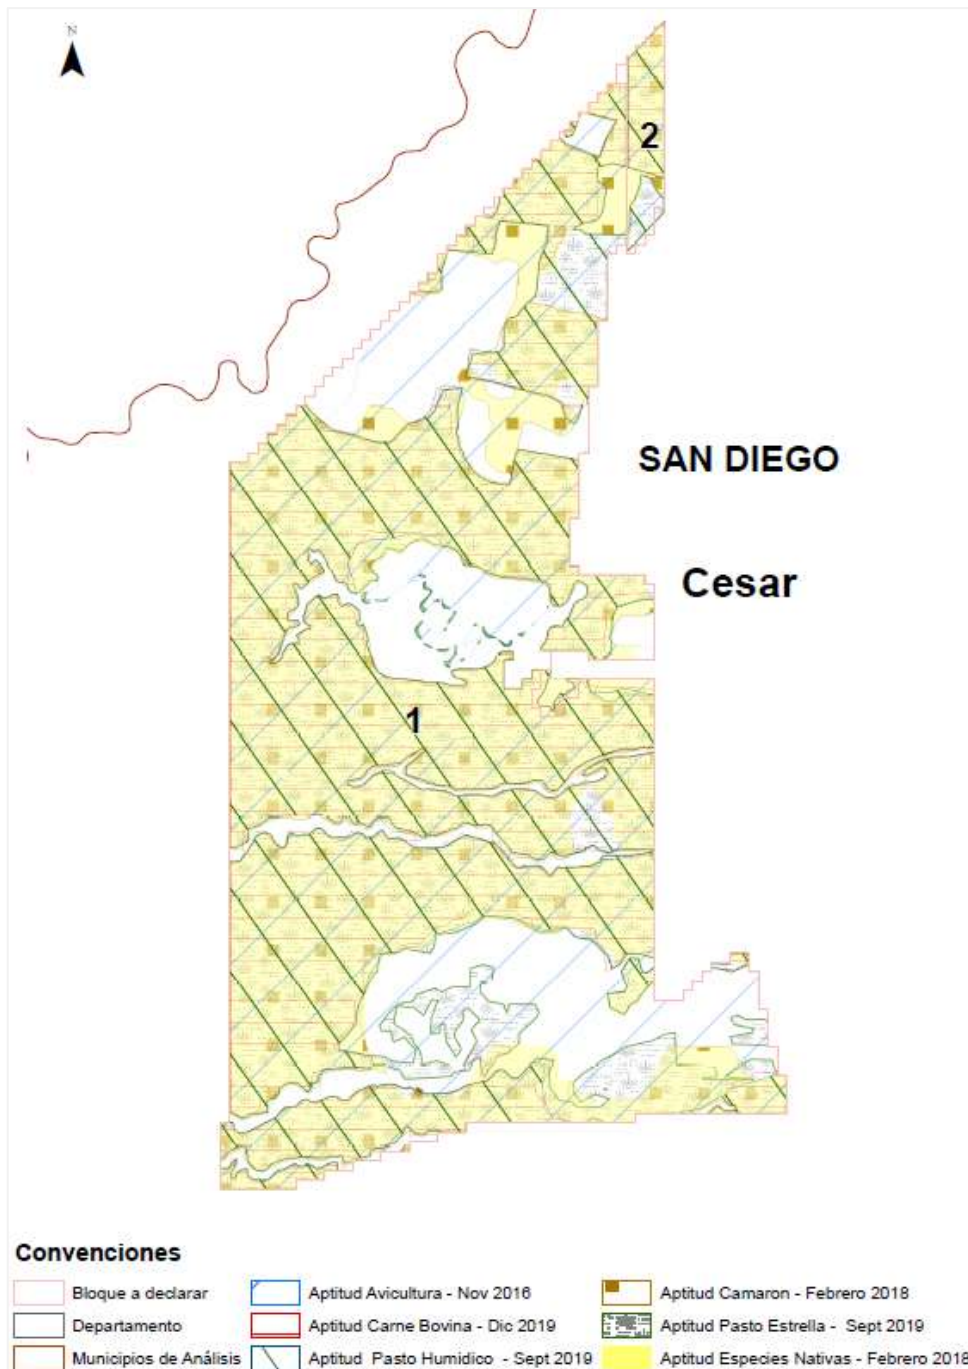 N
2
SAN DIEGO
Cesar
1
Convenciones
Bloque a declarar
Departamento
Municipios de Análisis
Aptitud Avicultura - Nov 2016
Aptitud Carne Bovina - Dic 2019
Aptitud Pasto Humidico - Sept 2019
Aptitud Camaron - Febrero 2018
Aptitud Pasto Estrella - Sept 2019
Aptitud Especies Nativas - Febrero 2018